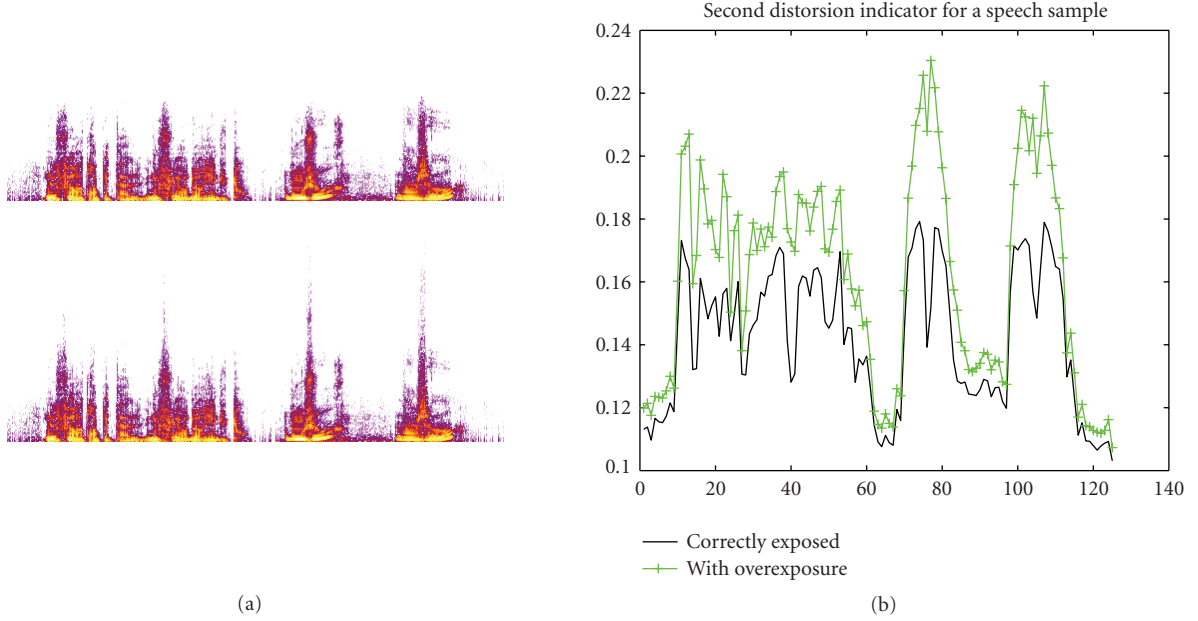 Second distorsion indicator for a speech sample
0.24
0.22
0.2
0.18
0.16
0.14
0.12
0.1
0 20 40 60 80 100 120 140
Correctly exposed
With overexposure
(a) (b)